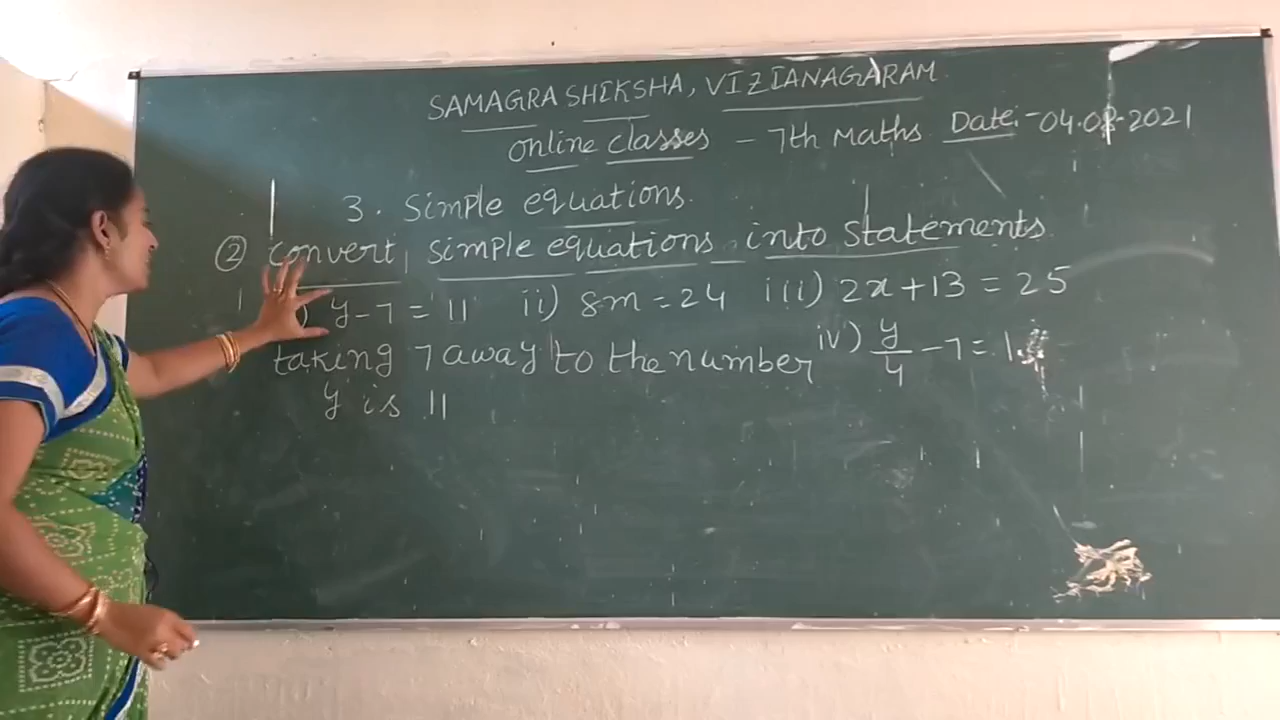 SAMAGRA SHIKSHA, VIZIANAGARAM
online classes - 7th Maths Date:-04.08.2021
3. Simple equations.
② convert simple equations into statements
i) y-7=11 ii) 8m=24 iii) 2x+13=25
iv) y/4-7=1
taking 7 away to the number
y is 11